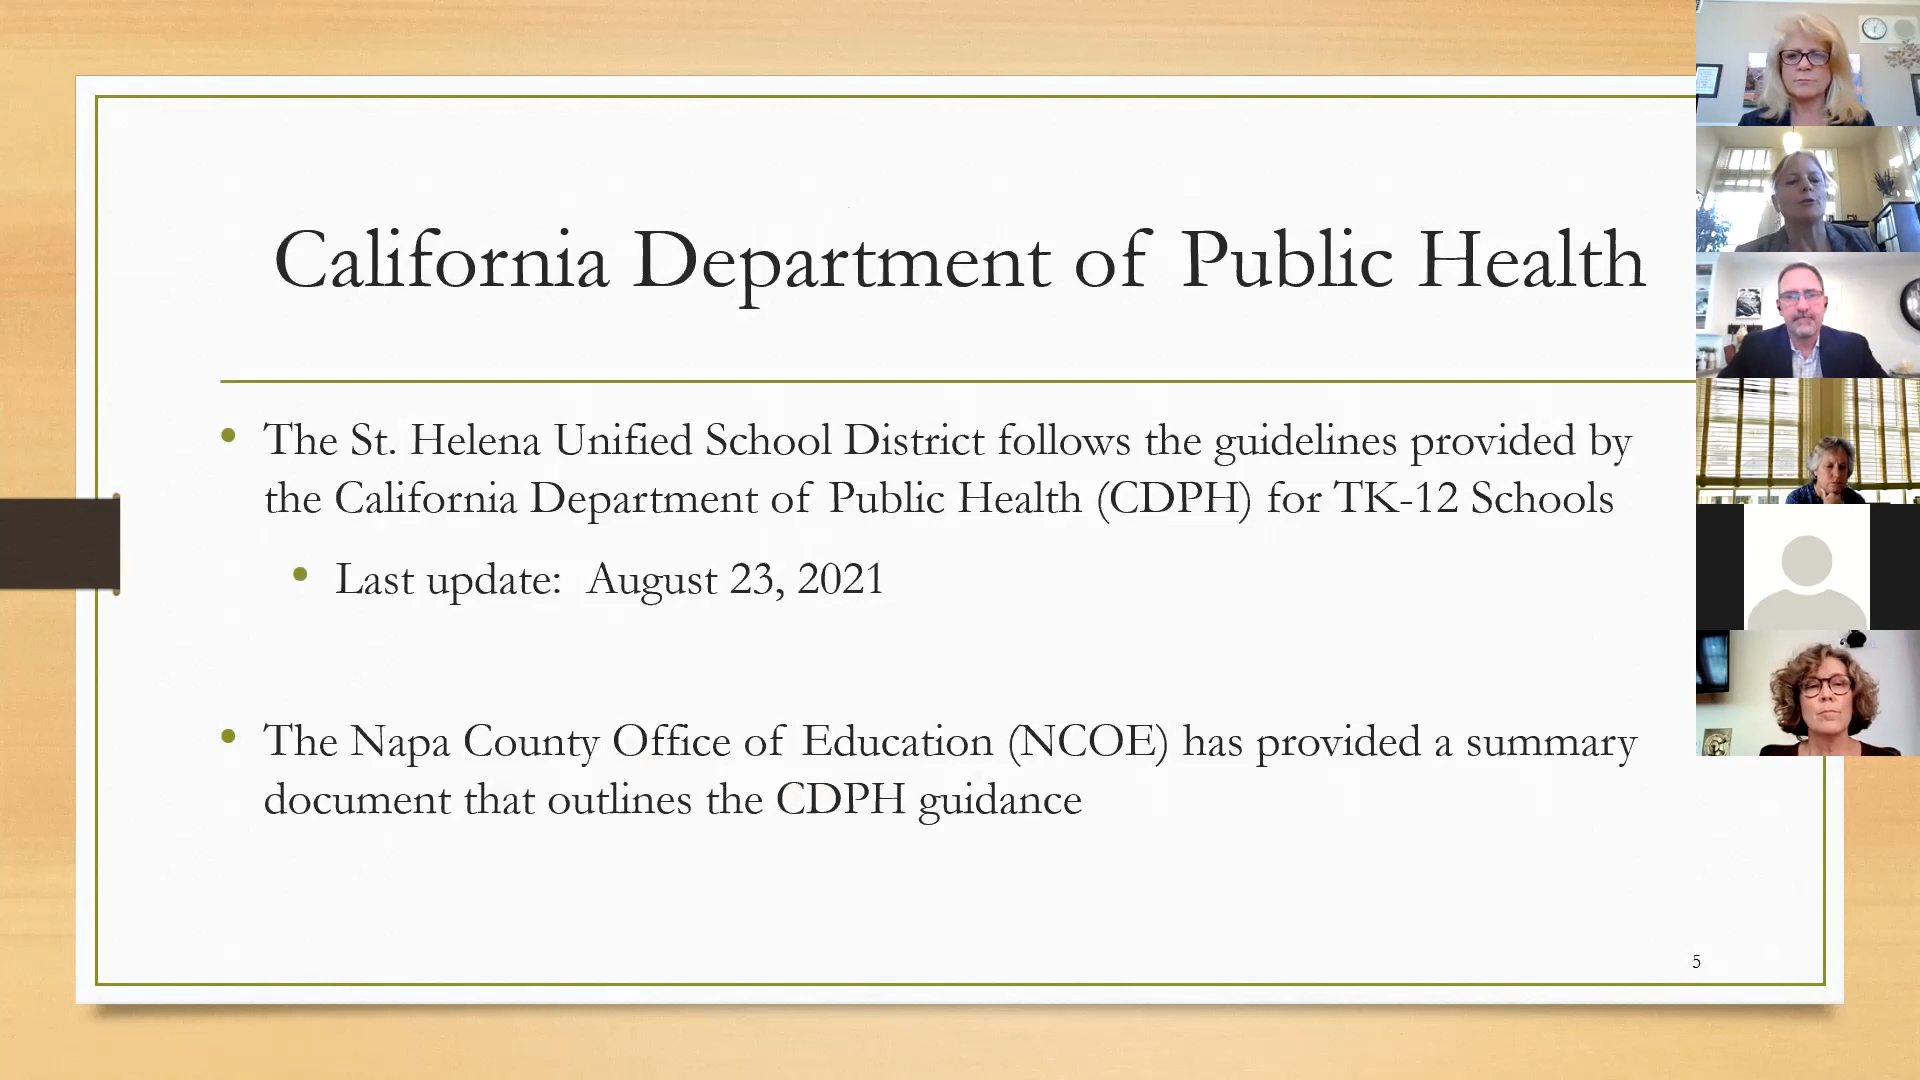 California Department of Public Health
• The St. Helena Unified School District follows the guidelines provided by
the California Department of Public Health (CDPH) for TK-12 Schools
• Last update:  August 23, 2021
• The Napa County Office of Education (NCOE) has provided a summary
document that outlines the CDPH guidance
5